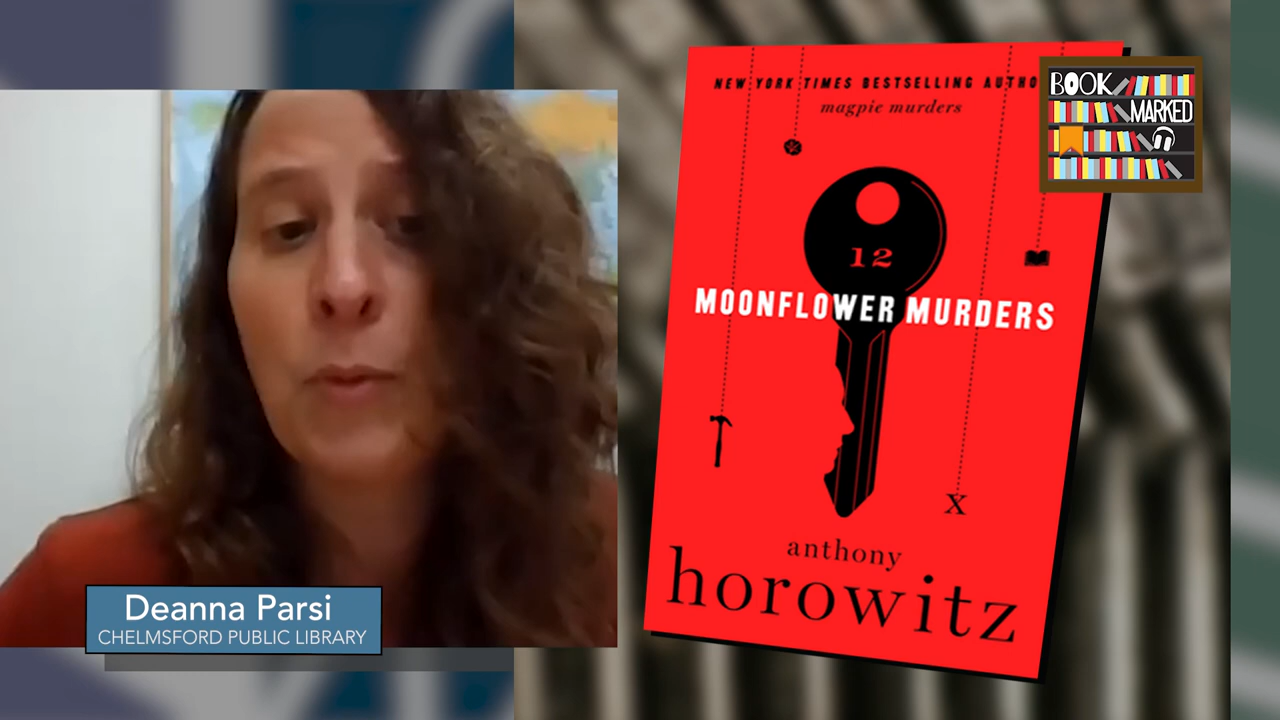 Deanna Parsi
CHELMSFORD PUBLIC LIBRARY
NEW YORK TIMES BESTSELLING AUTHO
magpie murders
12
MOONFLOWER MURDERS
x
anthony
horowitz
BOOK
MARKED